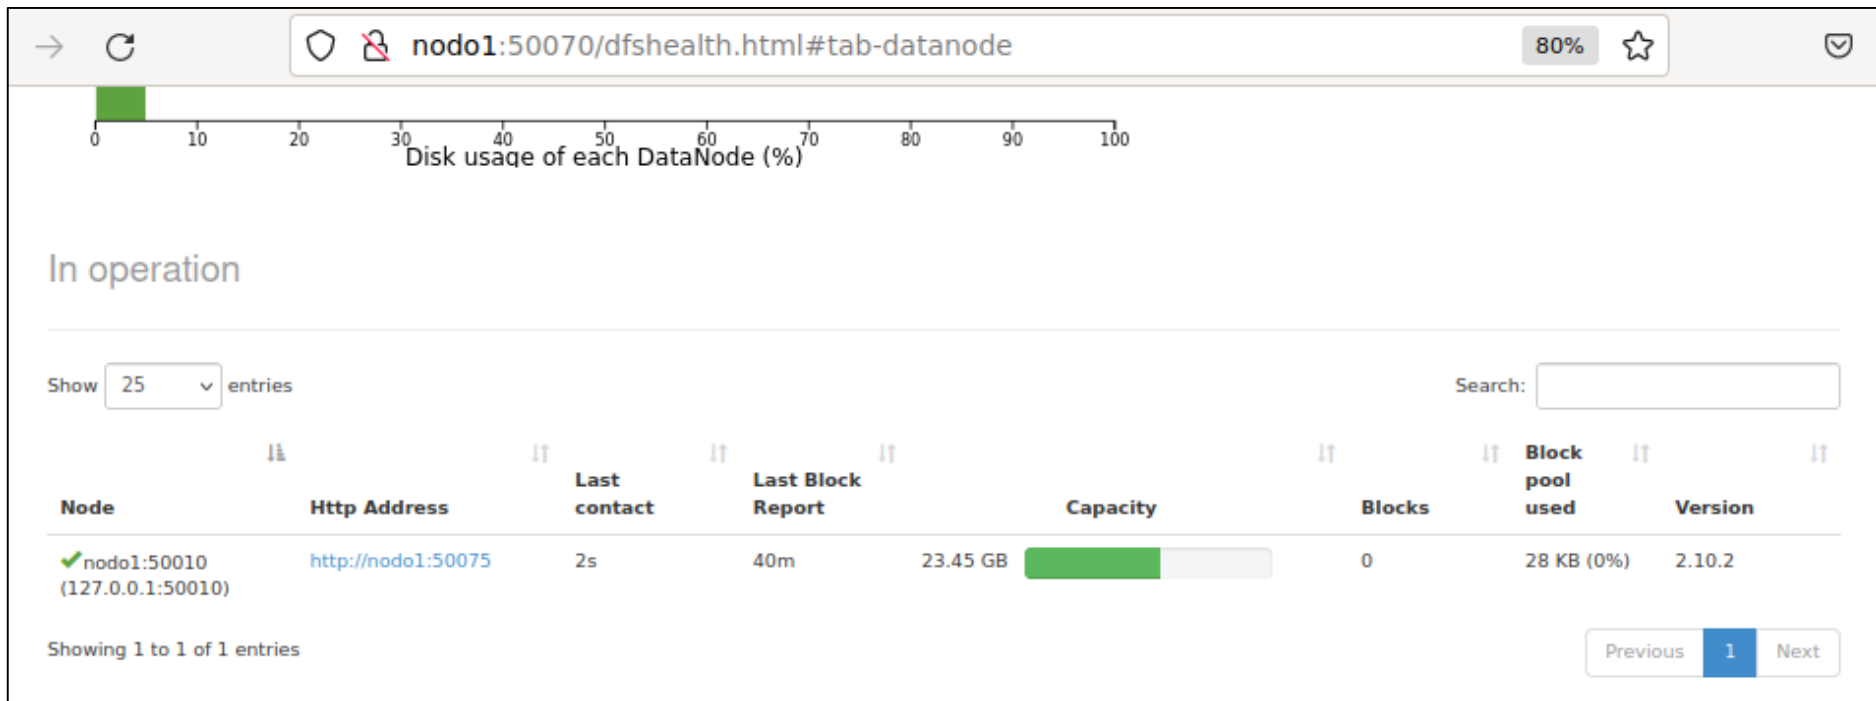 nodo1:50070/dfshealth.html#tab-datanode 80%
0 10 20 30 40 50 60 70 80 90 100
Disk usage of each DataNode (%)
In operation
Show 25 entries Search:
Node Http Address Last contact Last Block Report Capacity Blocks Block pool used Version
nodo1:50010 http://nodo1:50075 2s 40m 23.45 GB 0 28 KB (0%) 2.10.2
(127.0.0.1:50010)
Showing 1 to 1 of 1 entries Previous 1 Next